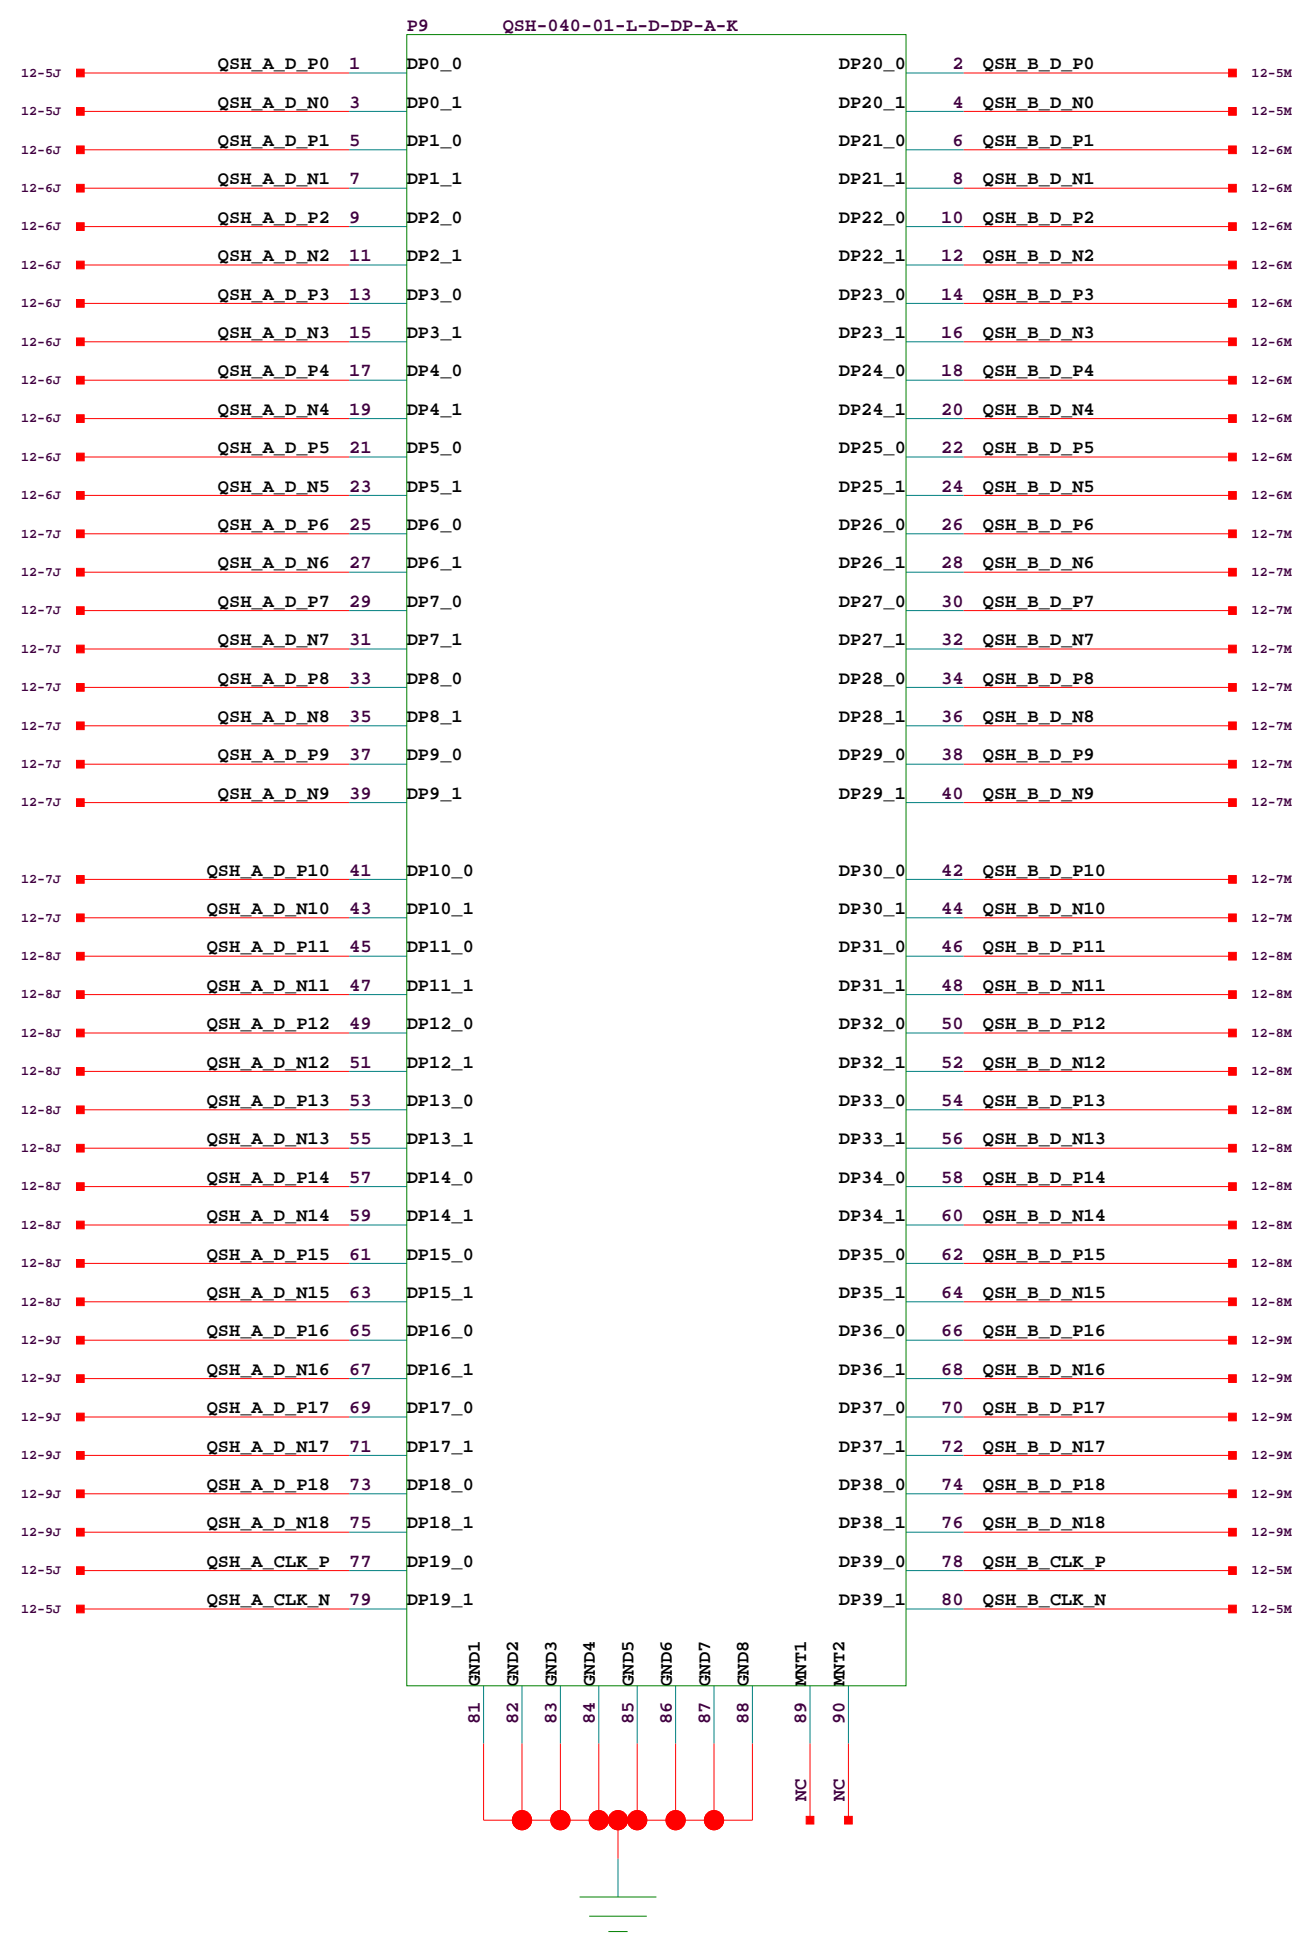 P9 QSH-040-01-L-D-DP-A-K
12-5J QSH_A_D_P0 1 DP0_0 DP20_0 2 QSH_B_D_P0 12-5M
12-5J QSH_A_D_N0 3 DP0_1 DP20_1 4 QSH_B_D_N0 12-5M
12-6J QSH_A_D_P1 5 DP1_0 DP21_0 6 QSH_B_D_P1 12-6M
12-6J QSH_A_D_N1 7 DP1_1 DP21_1 8 QSH_B_D_N1 12-6M
12-6J QSH_A_D_P2 9 DP2_0 DP22_0 10 QSH_B_D_P2 12-6M
12-6J QSH_A_D_N2 11 DP2_1 DP22_1 12 QSH_B_D_N2 12-6M
12-6J QSH_A_D_P3 13 DP3_0 DP23_0 14 QSH_B_D_P3 12-6M
12-6J QSH_A_D_N3 15 DP3_1 DP23_1 16 QSH_B_D_N3 12-6M
12-6J QSH_A_D_P4 17 DP4_0 DP24_0 18 QSH_B_D_P4 12-6M
12-6J QSH_A_D_N4 19 DP4_1 DP24_1 20 QSH_B_D_N4 12-6M
12-6J QSH_A_D_P5 21 DP5_0 DP25_0 22 QSH_B_D_P5 12-6M
12-6J QSH_A_D_N5 23 DP5_1 DP25_1 24 QSH_B_D_N5 12-6M
12-7J QSH_A_D_P6 25 DP6_0 DP26_0 26 QSH_B_D_P6 12-7M
12-7J QSH_A_D_N6 27 DP6_1 DP26_1 28 QSH_B_D_N6 12-7M
12-7J QSH_A_D_P7 29 DP7_0 DP27_0 30 QSH_B_D_P7 12-7M
12-7J QSH_A_D_N7 31 DP7_1 DP27_1 32 QSH_B_D_N7 12-7M
12-7J QSH_A_D_P8 33 DP8_0 DP28_0 34 QSH_B_D_P8 12-7M
12-7J QSH_A_D_N8 35 DP8_1 DP28_1 36 QSH_B_D_N8 12-7M
12-7J QSH_A_D_P9 37 DP9_0 DP29_0 38 QSH_B_D_P9 12-7M
12-7J QSH_A_D_N9 39 DP9_1 DP29_1 40 QSH_B_D_N9 12-7M
12-7J QSH_A_D_P10 41 DP10_0 DP30_0 42 QSH_B_D_P10 12-7M
12-7J QSH_A_D_N10 43 DP10_1 DP30_1 44 QSH_B_D_N10 12-7M
12-8J QSH_A_D_P11 45 DP11_0 DP31_0 46 QSH_B_D_P11 12-8M
12-8J QSH_A_D_N11 47 DP11_1 DP31_1 48 QSH_B_D_N11 12-8M
12-8J QSH_A_D_P12 49 DP12_0 DP32_0 50 QSH_B_D_P12 12-8M
12-8J QSH_A_D_N12 51 DP12_1 DP32_1 52 QSH_B_D_N12 12-8M
12-8J QSH_A_D_P13 53 DP13_0 DP33_0 54 QSH_B_D_P13 12-8M
12-8J QSH_A_D_N13 55 DP13_1 DP33_1 56 QSH_B_D_N13 12-8M
12-8J QSH_A_D_P14 57 DP14_0 DP34_0 58 QSH_B_D_P14 12-8M
12-8J QSH_A_D_N14 59 DP14_1 DP34_1 60 QSH_B_D_N14 12-8M
12-8J QSH_A_D_P15 61 DP15_0 DP35_0 62 QSH_B_D_P15 12-8M
12-8J QSH_A_D_N15 63 DP15_1 DP35_1 64 QSH_B_D_N15 12-8M
12-9J QSH_A_D_P16 65 DP16_0 DP36_0 66 QSH_B_D_P16 12-9M
12-9J QSH_A_D_N16 67 DP16_1 DP36_1 68 QSH_B_D_N16 12-9M
12-9J QSH_A_D_P17 69 DP17_0 DP37_0 70 QSH_B_D_P17 12-9M
12-9J QSH_A_D_N17 71 DP17_1 DP37_1 72 QSH_B_D_N17 12-9M
12-9J QSH_A_D_P18 73 DP18_0 DP38_0 74 QSH_B_D_P18 12-9M
12-9J QSH_A_D_N18 75 DP18_1 DP38_1 76 QSH_B_D_N18 12-9M
12-5J QSH_A_CLK_P 77 DP19_0 DP39_0 78 QSH_B_CLK_P 12-5M
12-5J QSH_A_CLK_N 79 DP19_1 DP39_1 80 QSH_B_CLK_N 12-5M
GND1 GND2 GND3 GND4 GND5 GND6 GND7 GND8 MNT1 MNT2
81 82 83 84 85 86 87 88 89 90
NC NC